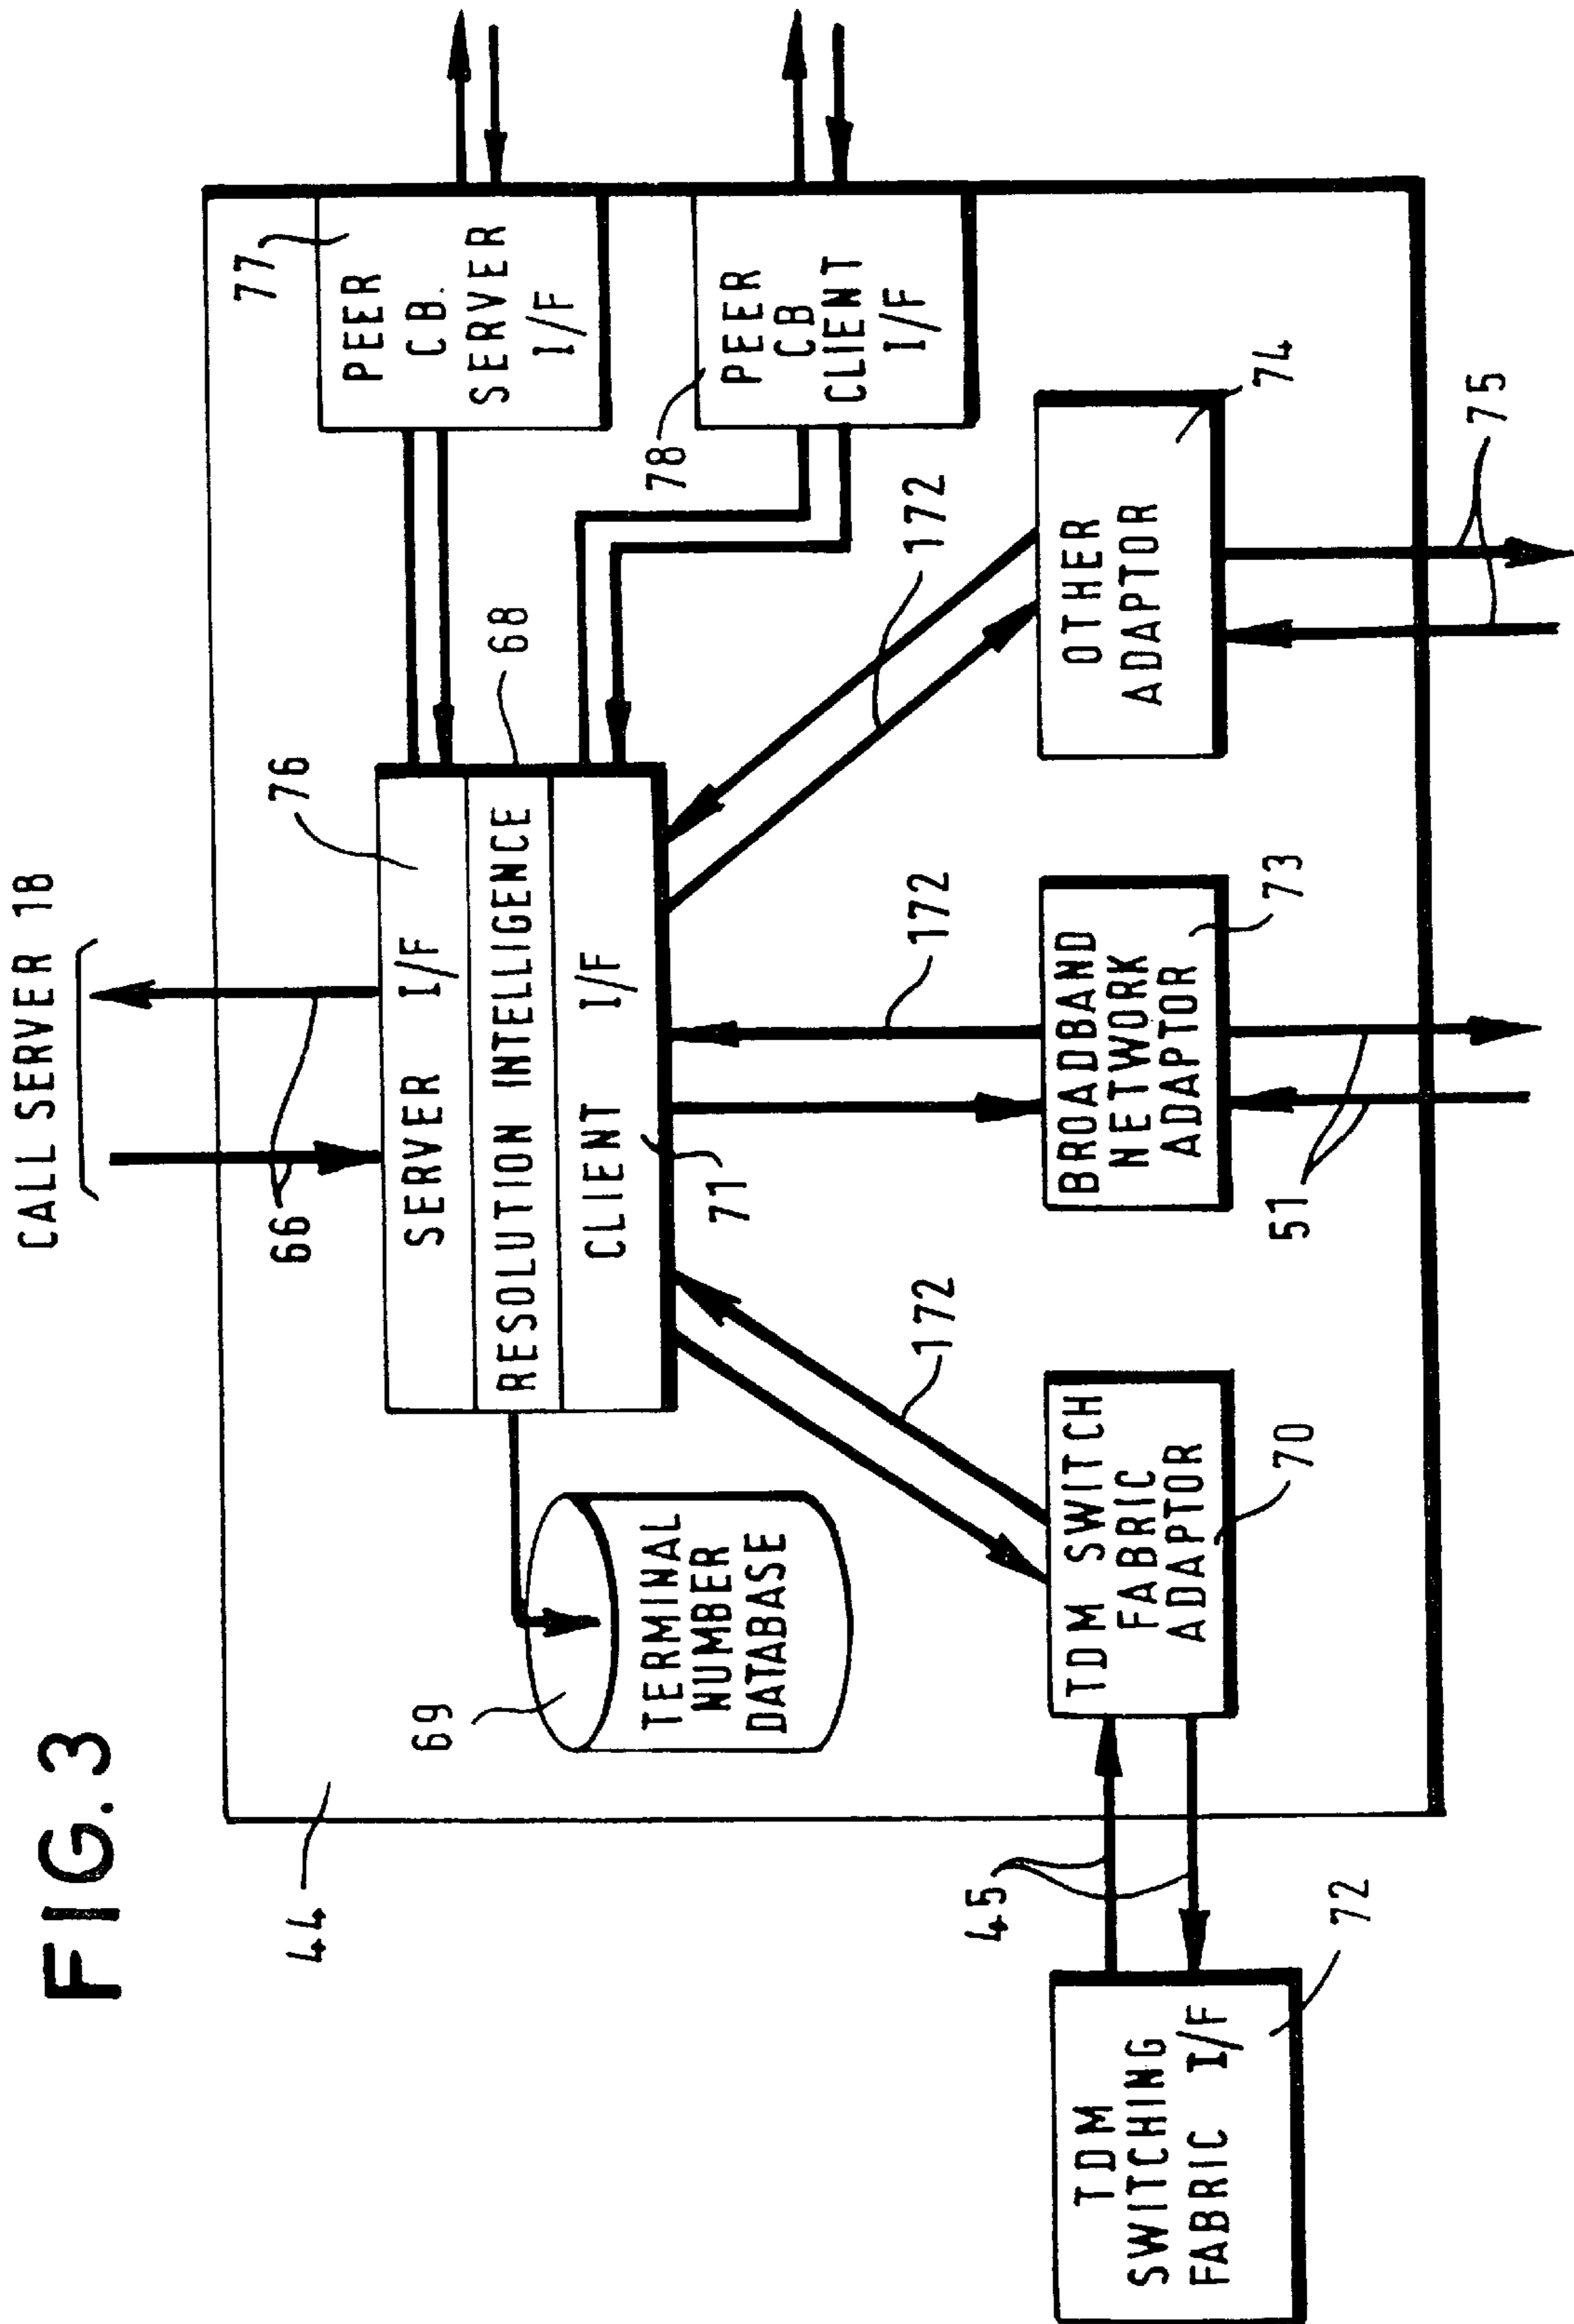 FIG.3
CALL SERVER 18
44
66
76
77
SERVER I/F
RESOLUTION INTELLIGENCE
CLIENT I/F
68
71
PEER
CB.
SERVER
I/F
78
PEER
CB
CLIENT
I/F
69
TERMINAL
NUMBER
DATABASE
172
172
172
45
TDM SWITCH
FABRIC
ADAPTOR
70
BROADBAND
NETWORK
ADAPTOR
73
OTHER
ADAPTOR
74
TDM
SWITCHING
FABRIC I/F
72
51
75